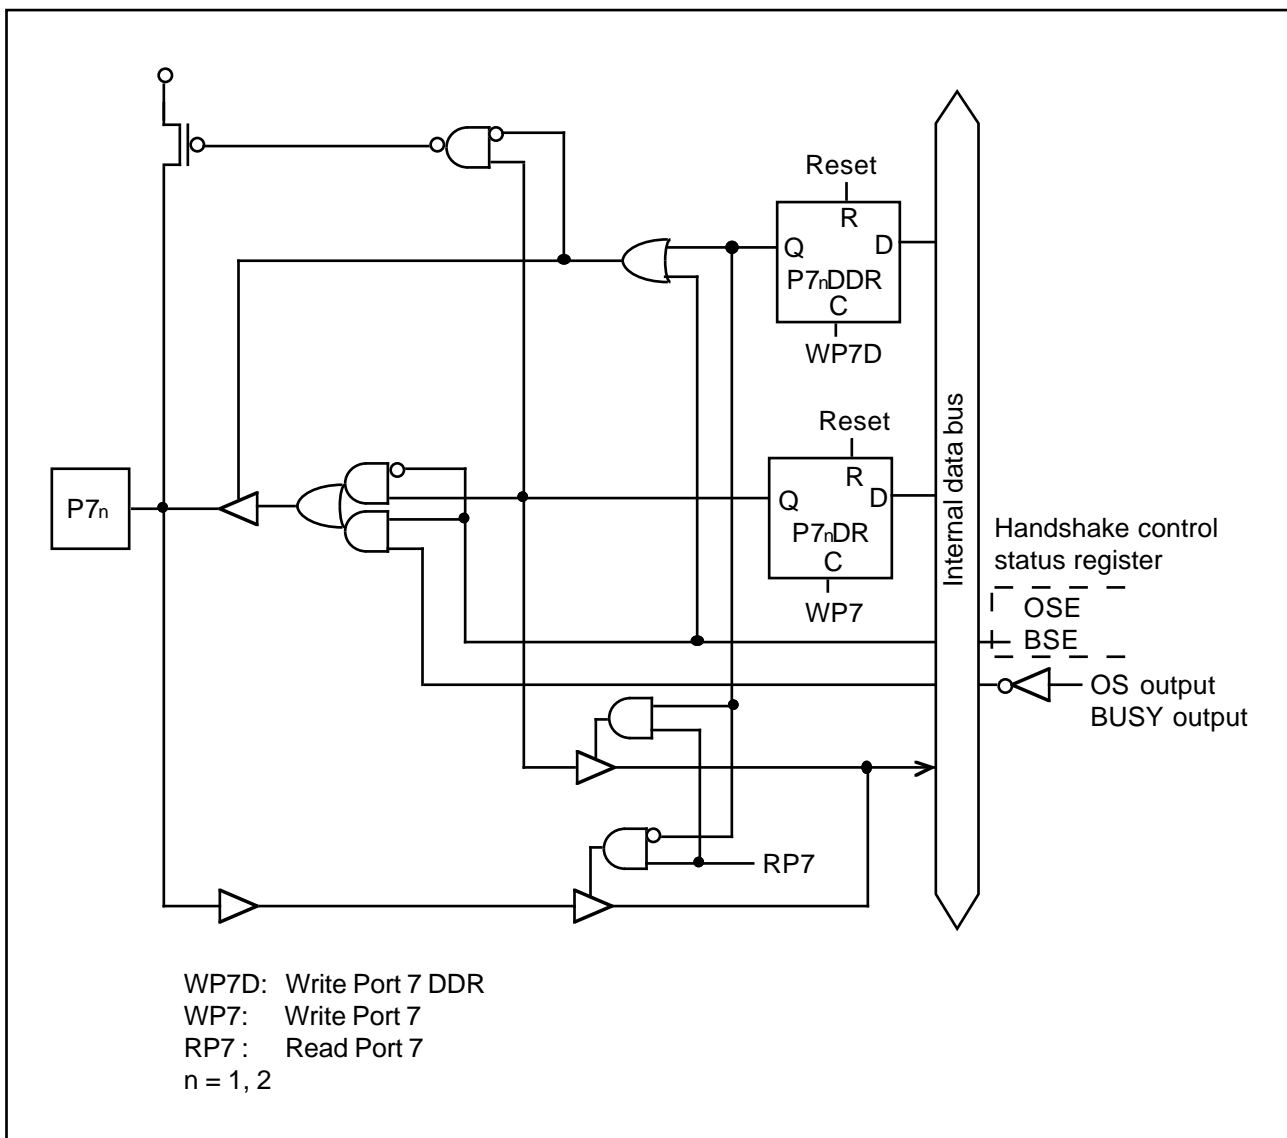 Reset
R
Q
D
P7nDDR
C
WP7D
Reset
R
Q
D
P7nDR
C
WP7
P7n
Internal data bus
Handshake control
status register
OSE
BSE
OS output
BUSY output
RP7
WP7D: Write Port 7 DDR
WP7: Write Port 7
RP7 : Read Port 7
n = 1, 2